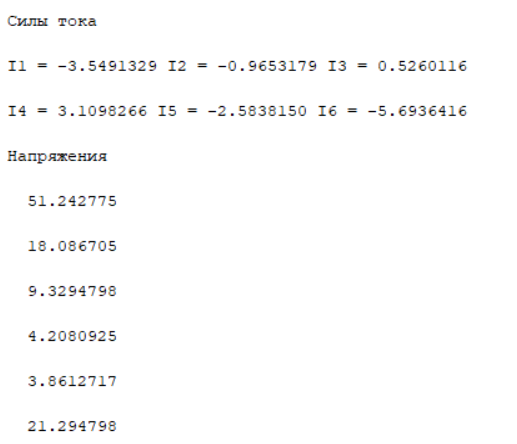 Силы тока
I1 = -3.5491329 I2 = -0.9653179 I3 = 0.5260116
I4 = 3.1098266 I5 = -2.5838150 I6 = -5.6936416
Напряжения
51.242775
18.086705
9.3294798
4.2080925
3.8612717
21.294798